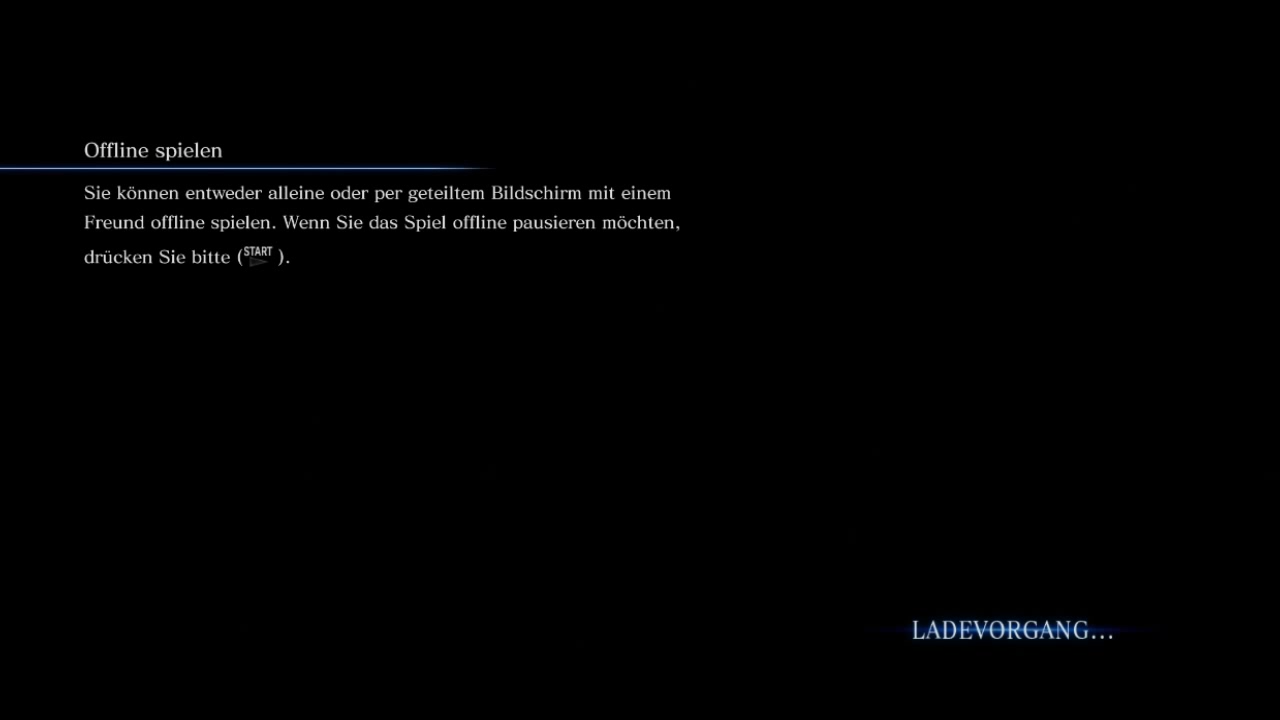 Offline spielen
Sie können entweder alleine oder per geteiltem Bildschirm mit einem
Freund offline spielen. Wenn Sie das Spiel offline pausieren möchten,
drücken Sie bitte (START ).
LADEVORGANG...